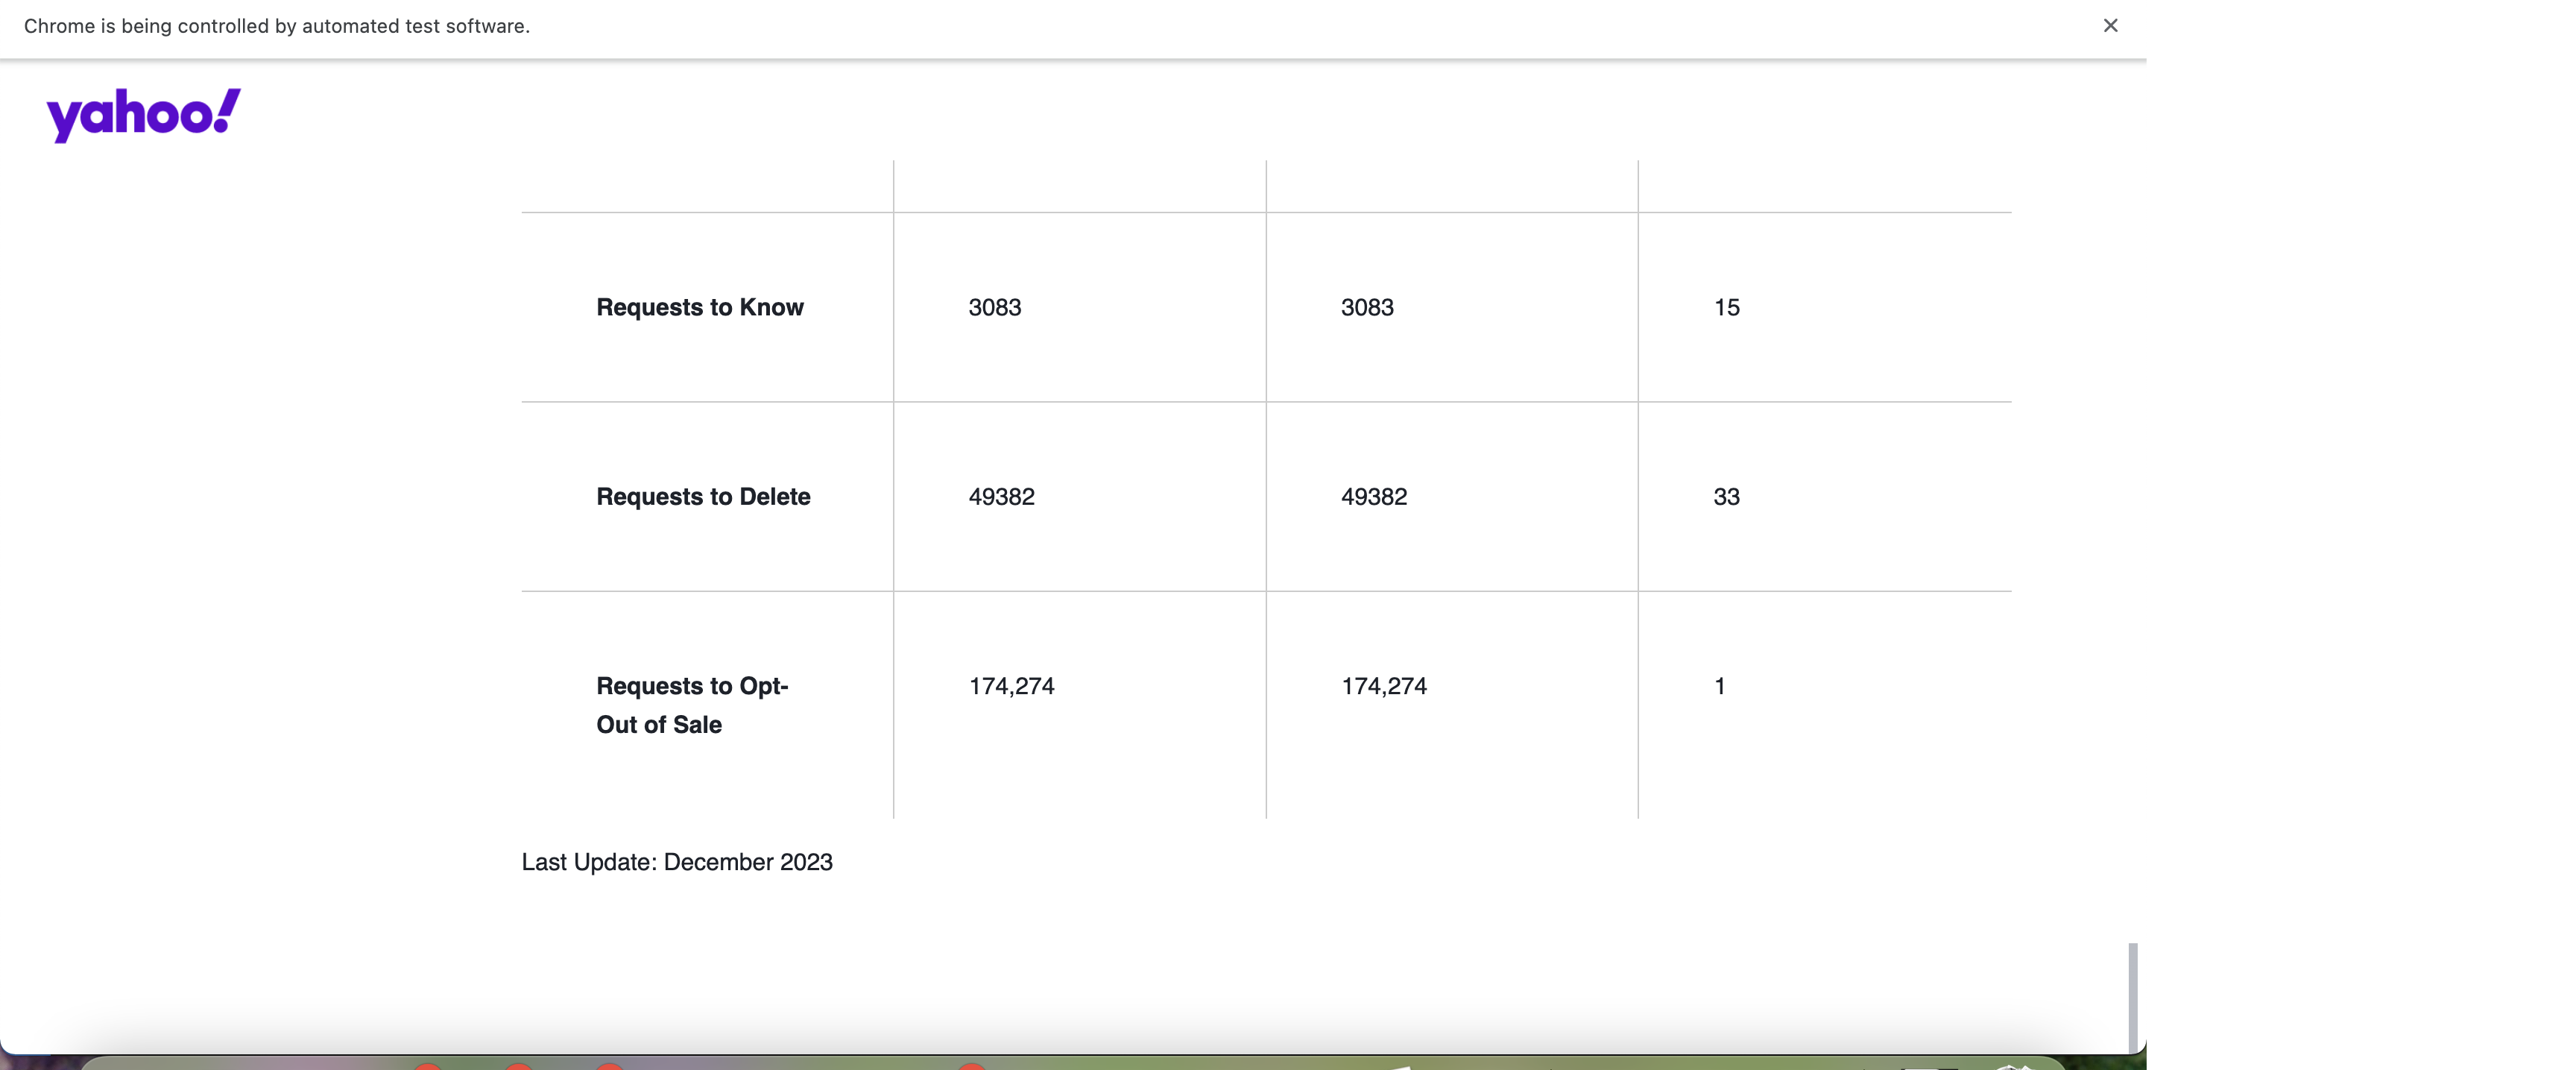 Chrome is being controlled by automated test software.
yahoo!
Requests to Know 3083 3083 15
Requests to Delete 49382 49382 33
Requests to Opt- 174,274 174,274 1
Out of Sale
Last Update: December 2023